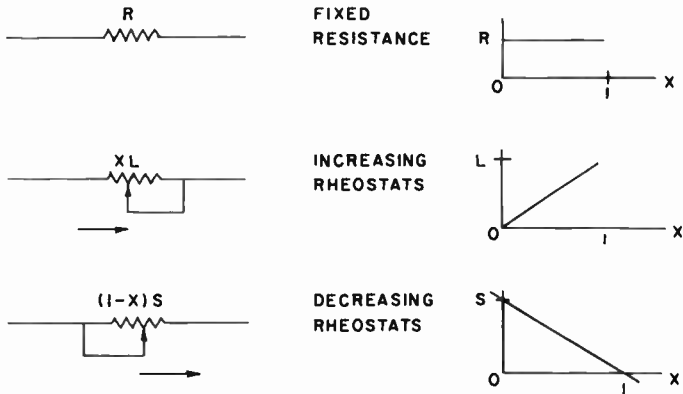 R
FIXED
RESISTANCE
R
O
1
X
XL
INCREASING
RHEOSTATS
L
O
1
X
(1-X)S
DECREASING
RHEOSTATS
S
O
1
X